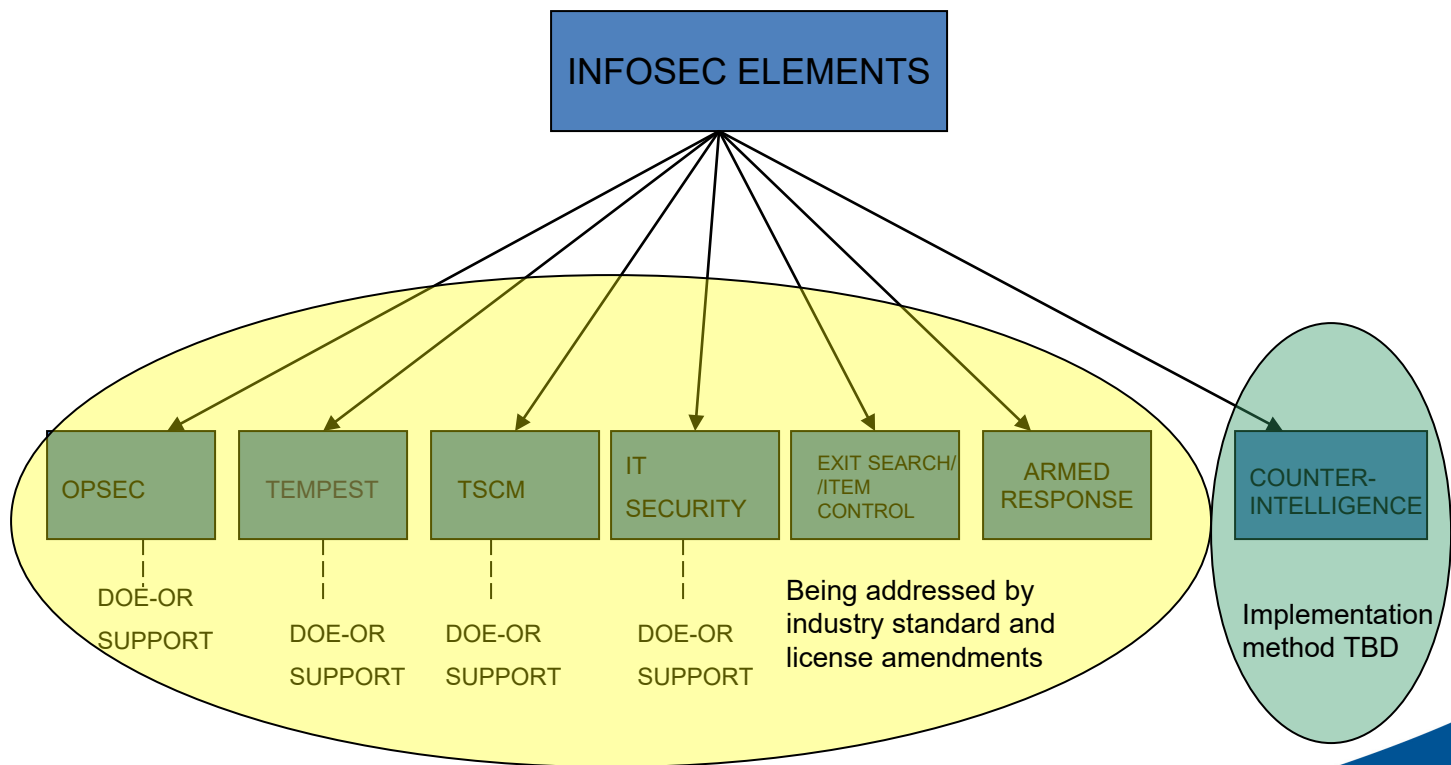 INFOSEC ELEMENTS
OPSEC
TEMPEST
TSCM
IT
SECURITY
EXIT SEARCH/
/ITEM
CONTROL
ARMED
RESPONSE
COUNTER-
INTELLIGENCE
DOE-OR
SUPPORT
DOE-OR
SUPPORT
DOE-OR
SUPPORT
DOE-OR
SUPPORT
Being addressed by
industry standard and
license amendments
Implementation
method TBD